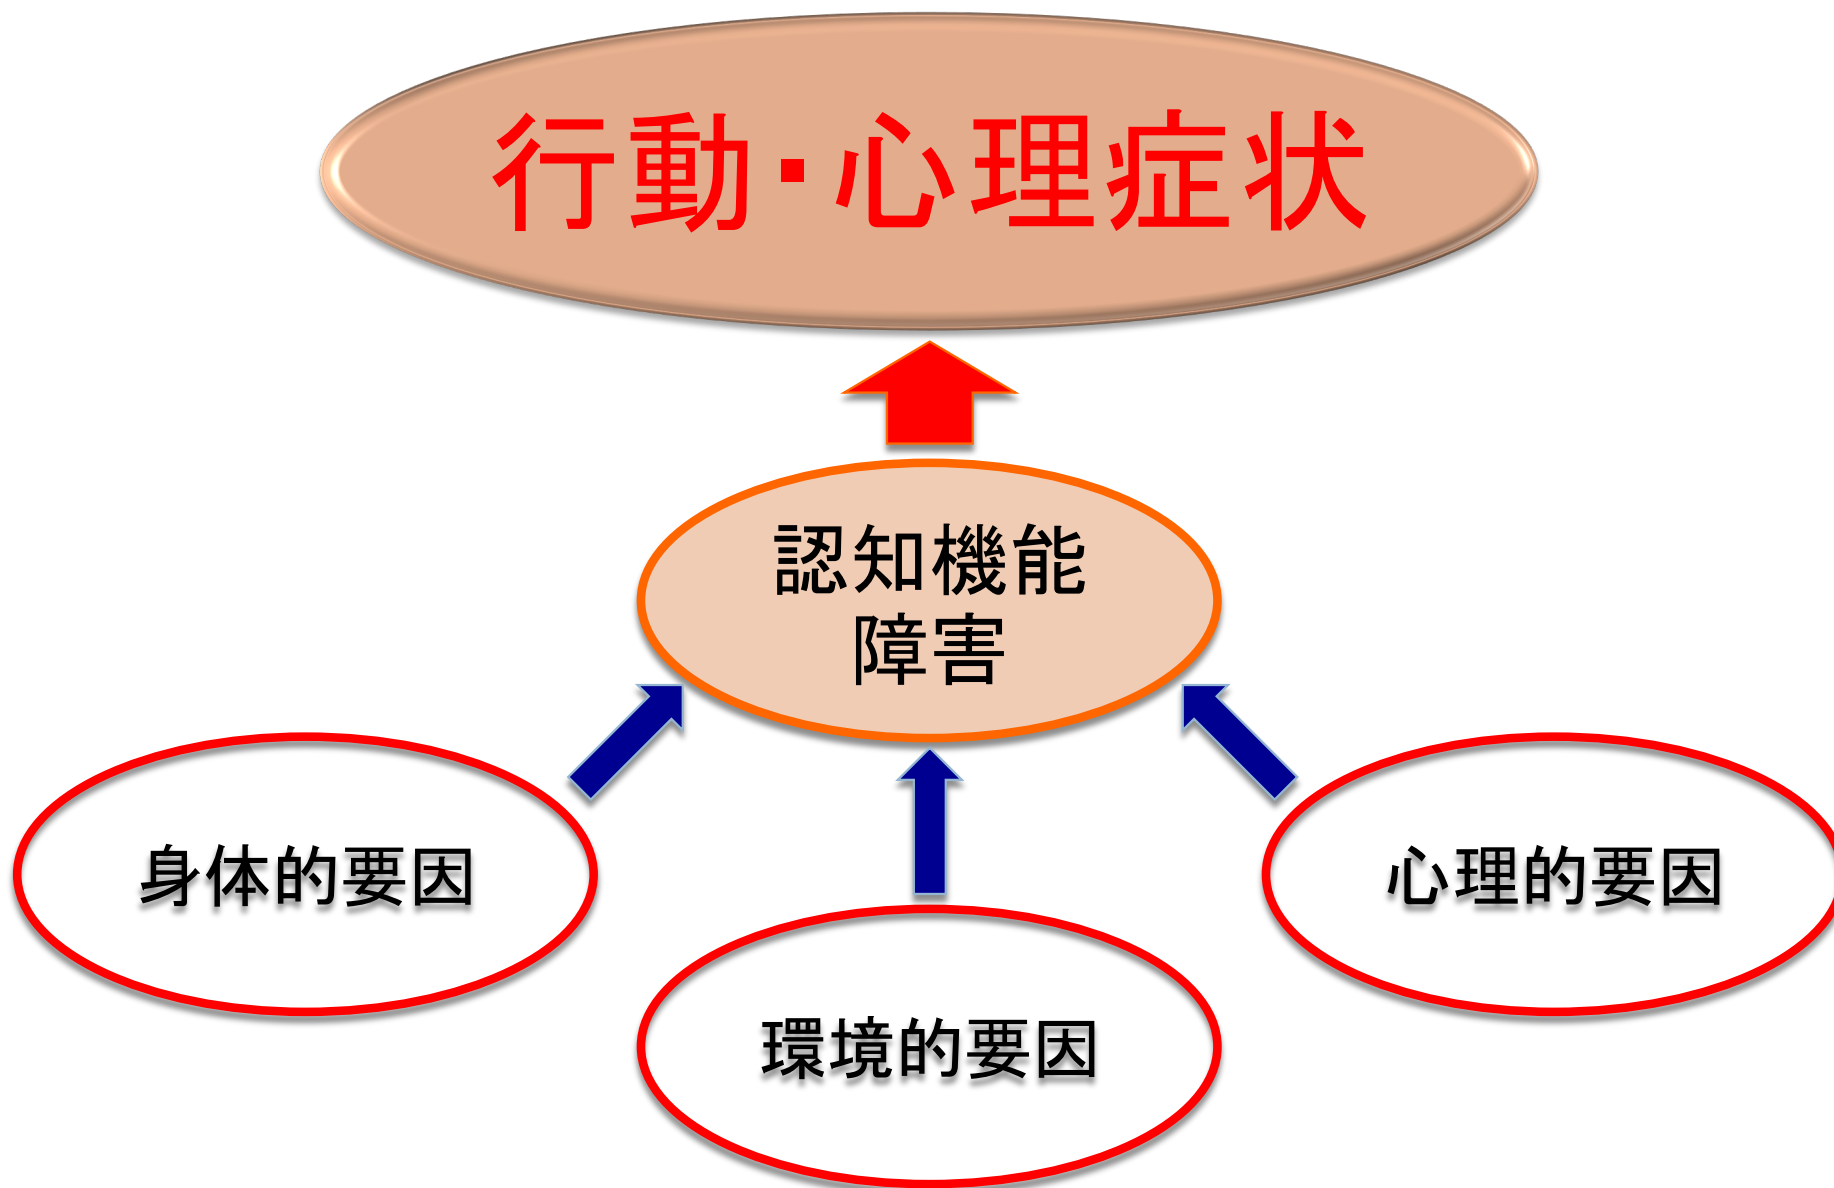 行動・心理症状
認知機能
障害
身体的要因
心理的要因
環境的要因